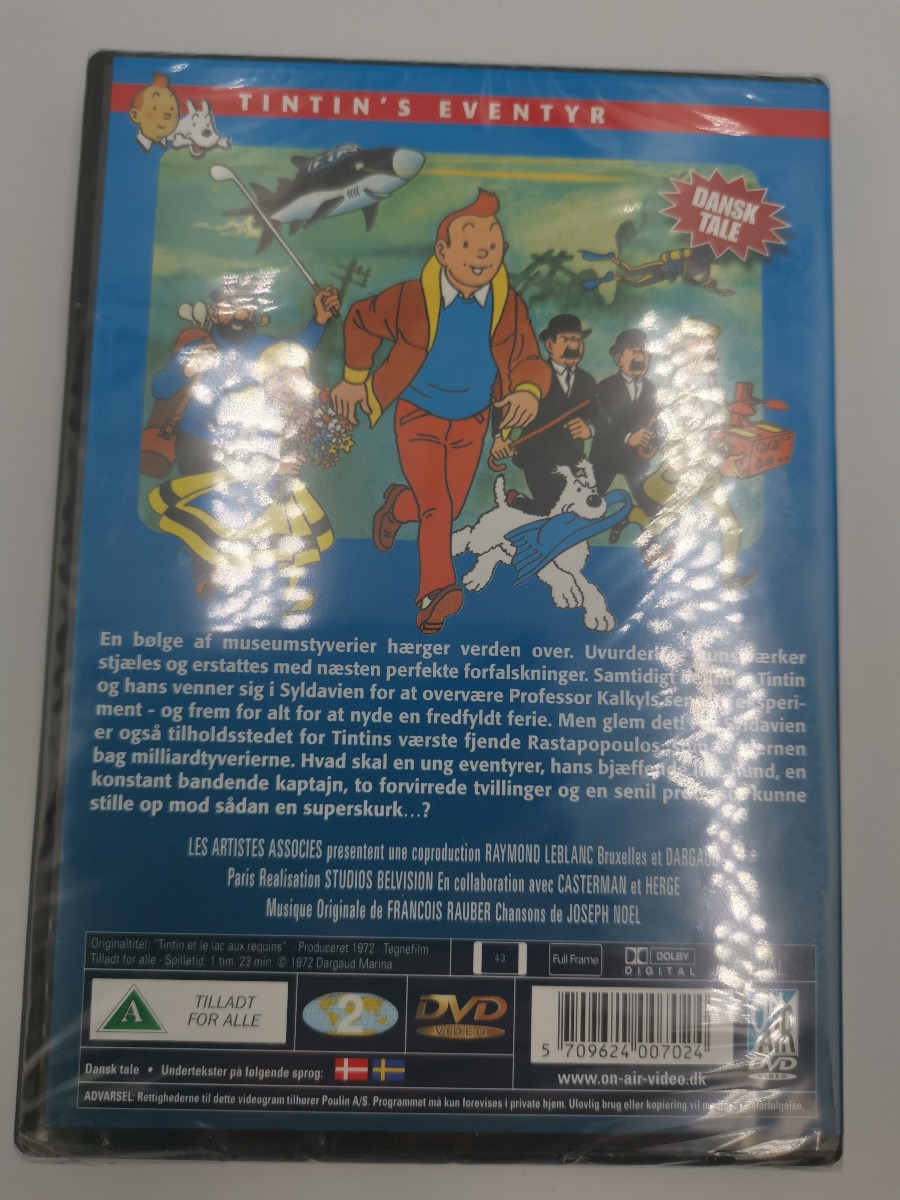 TINTIN'S EVENTYR
DANSK
TALE
En bølge af museumstyverier hærger verden over.
stjæles og erstattes med næsten perfekte forfalskninger. Samtidigt Tintin
og hans venner sig i Syldavien for at overvære Professor Kalkyls
ment - og frem for alt for at nyde en fredfyldt ferie. Men glem det! Syldavien
er også tilholdsstedet for Tintins værste fjende Rastapopoulos
bag milliardtyverierne. Hvad skal en ung eventyrer, hans en
konstant bandende kaptajn, to forvirrede tvillinger og en senil kunne
stille op mod sådan en superskurk...?
LES ARTISTES ASSOCIES presentent une coproduction RAYMOND LEBLANC Bruxelles et
Paris Realisation STUDIOS BELVISION En collaboration avec CASTERMAN et HERGE
Musique Originale de FRANCOIS RAUBER Chansons de JOSEPH NOEL
Originaltitel: "Tintin et le lac aux requins" · Produceret 1972 · Tegnefilm
Tilladt for alle · Spilletid: 1 tim. 23 min. © 1972 Dargaud Marina
4:3
Full Frame
DOLBY
DIGITAL
A
TILLADT
FOR ALLE
2
DVD
VIDEO
5 709624 007024
DVD
VIDEO
Dansk tale • Undertekster på følgende sprog:
www.on-air-video.dk
ADVARSEL: Rettighederne til dette videogram tilhører Poulin A/S. Programmet må kun forevises i private hjem. Ulovlig brug eller kopiering vil